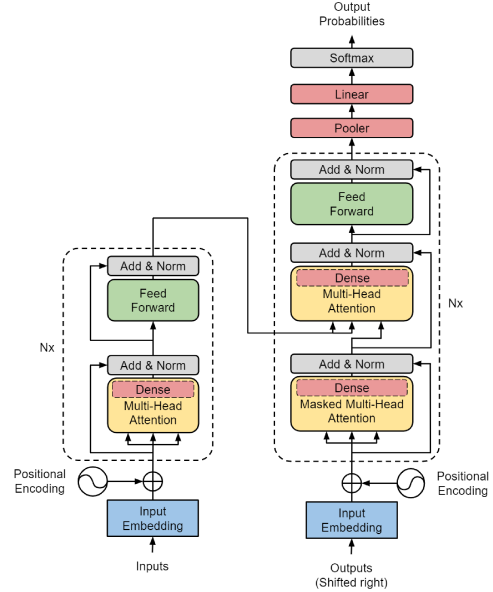 Output
Probabilities
Softmax
Linear
Pooler
Add & Norm
Feed
Forward
Add & Norm
Dense
Multi-Head
Attention
Nx
Add & Norm
Dense
Masked Multi-Head
Attention
Positional
Encoding
Input
Embedding
Outputs
(Shifted right)
Add & Norm
Feed
Forward
Nx
Add & Norm
Dense
Multi-Head
Attention
Positional
Encoding
Input
Embedding
Inputs